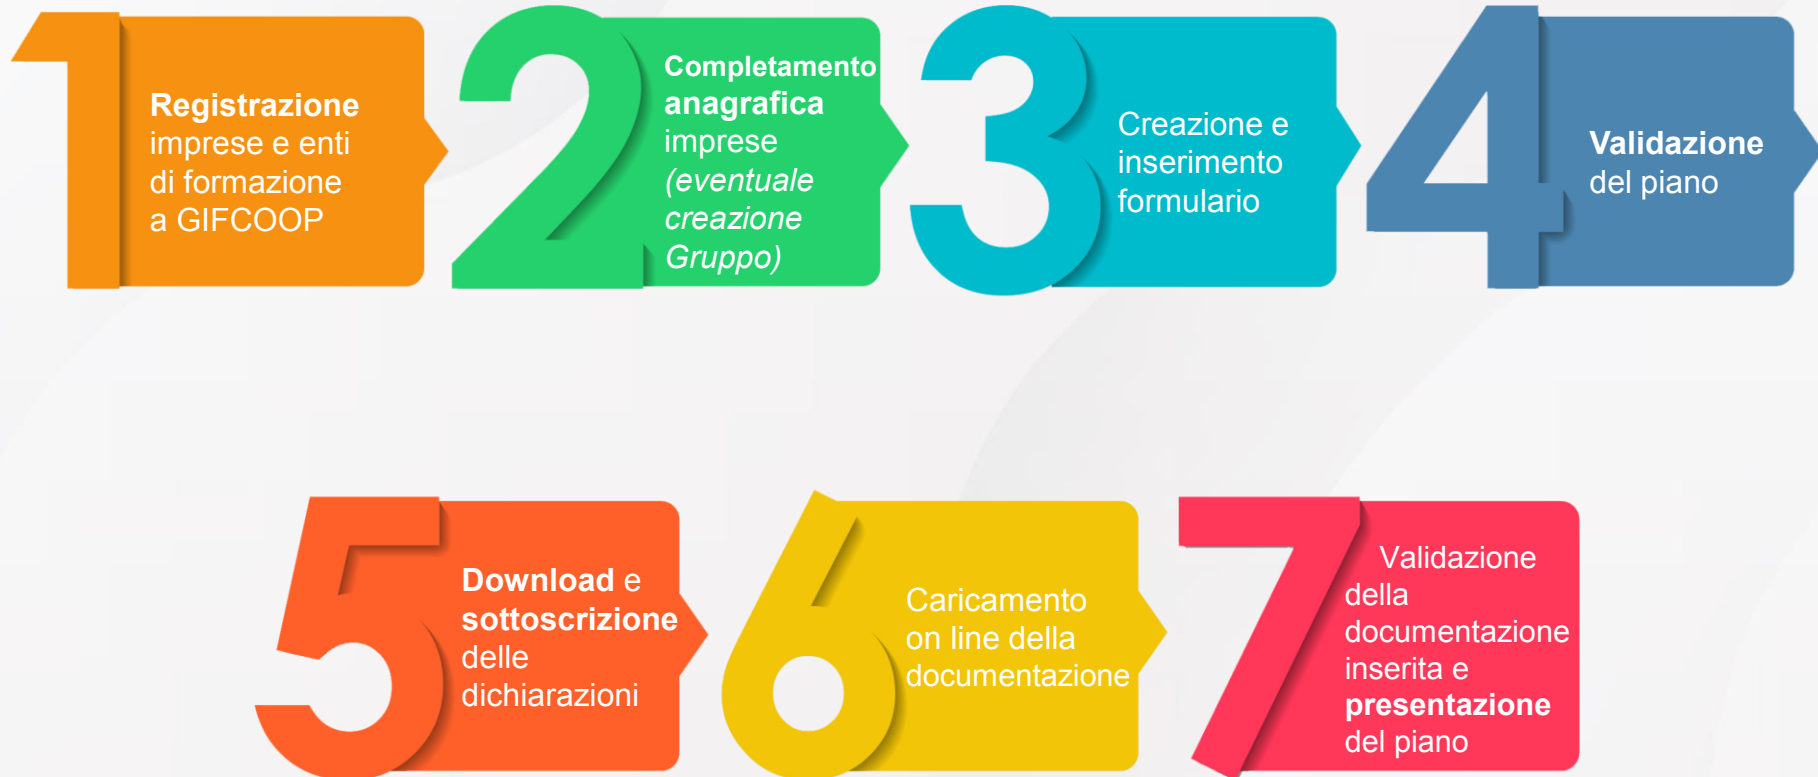 1
Registrazione
imprese e enti
di formazione
a GIFCOOP
2
Completamento
anagrafica
imprese
(eventuale
creazione
Gruppo)
3
Creazione e
inserimento
formulario
4
Validazione
del piano
5
Download e
sottoscrizione
delle
dichiarazioni
6
Caricamento
on line della
documentazione
7
Validazione
della
documentazione
inserita e
presentazione
del piano